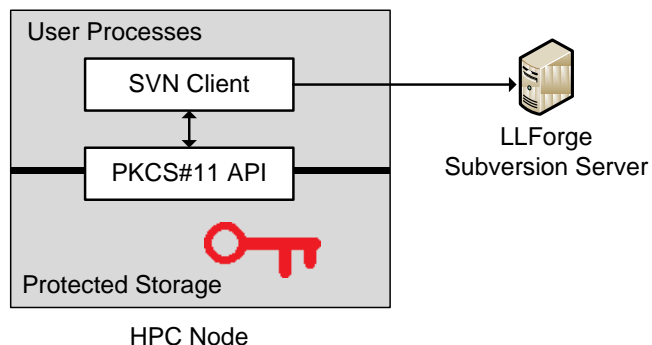 User Processes
SVN Client
LLForge
Subversion Server
PKCS#11 API
Protected Storage
HPC Node